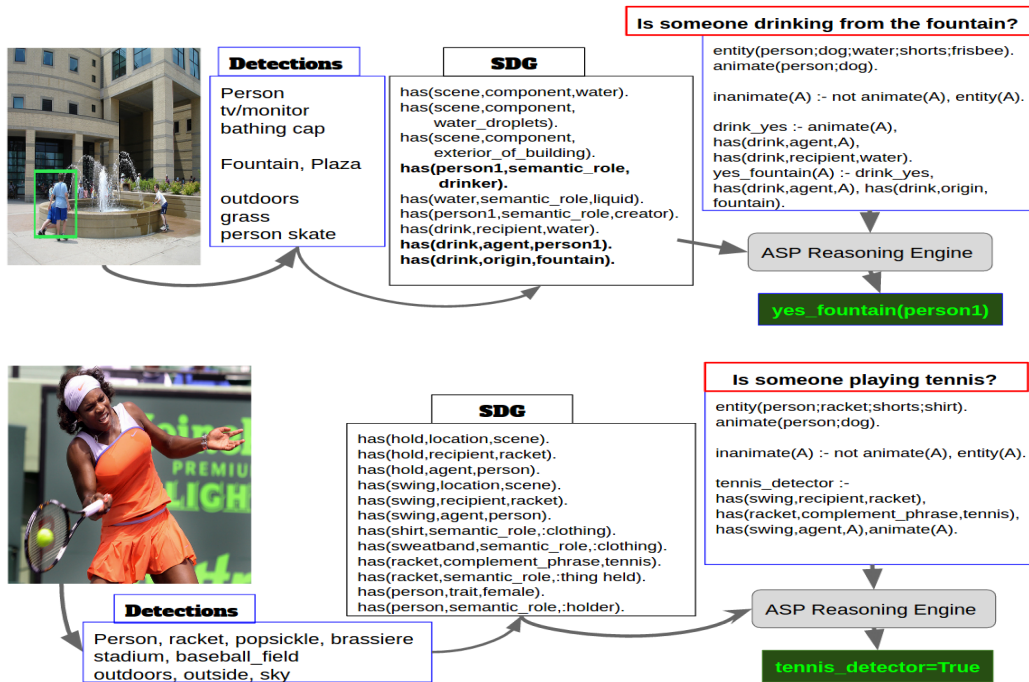 Is someone drinking from the fountain?
Detections
Person
tv/monitor
bathing cap
Fountain, Plaza
outdoors
grass
person skate
SDG
has(scene,component,water).
has(scene,component,
water_droplets).
has(scene,component,
exterior_of_building).
has(person1,semantic_role,
drinker).
has(water,semantic_role,liquid).
has(person1,semantic_role,creator).
has(drink,recipient,water).
has(drink,agent,person1).
has(drink,origin,fountain).
entity(person;dog;water;shorts;frisbee).
animate(person;dog).
inanimate(A) :- not animate(A), entity(A).
drink_yes :- animate(A),
has(drink,agent,A),
has(drink,recipient,water).
yes_fountain(A) :- drink_yes,
has(drink,agent,A), has(drink,origin,
fountain).
ASP Reasoning Engine
yes_fountain(person1)
PREMIUM
LIGH
Detections
Person, racket, popsickle, brassiere
stadium, baseball_field
outdoors, outside, sky
SDG
has(hold,location,scene).
has(hold,recipient,racket).
has(hold,agent,person).
has(swing,location,scene).
has(swing,recipient,racket).
has(swing,agent,person).
has(shirt,semantic_role,:clothing).
has(sweatband,semantic_role,:clothing).
has(racket,complement_phrase,tennis).
has(racket,semantic_role,:thing held).
has(person,trait,female).
has(person,semantic_role,:holder).
Is someone playing tennis?
entity(person;racket;shorts;shirt).
animate(person;dog).
inanimate(A) :- not animate(A), entity(A).
tennis_detector :-
has(swing,recipient,racket),
has(racket,complement_phrase,tennis),
has(swing,agent,A),animate(A).
ASP Reasoning Engine
tennis_detector=True